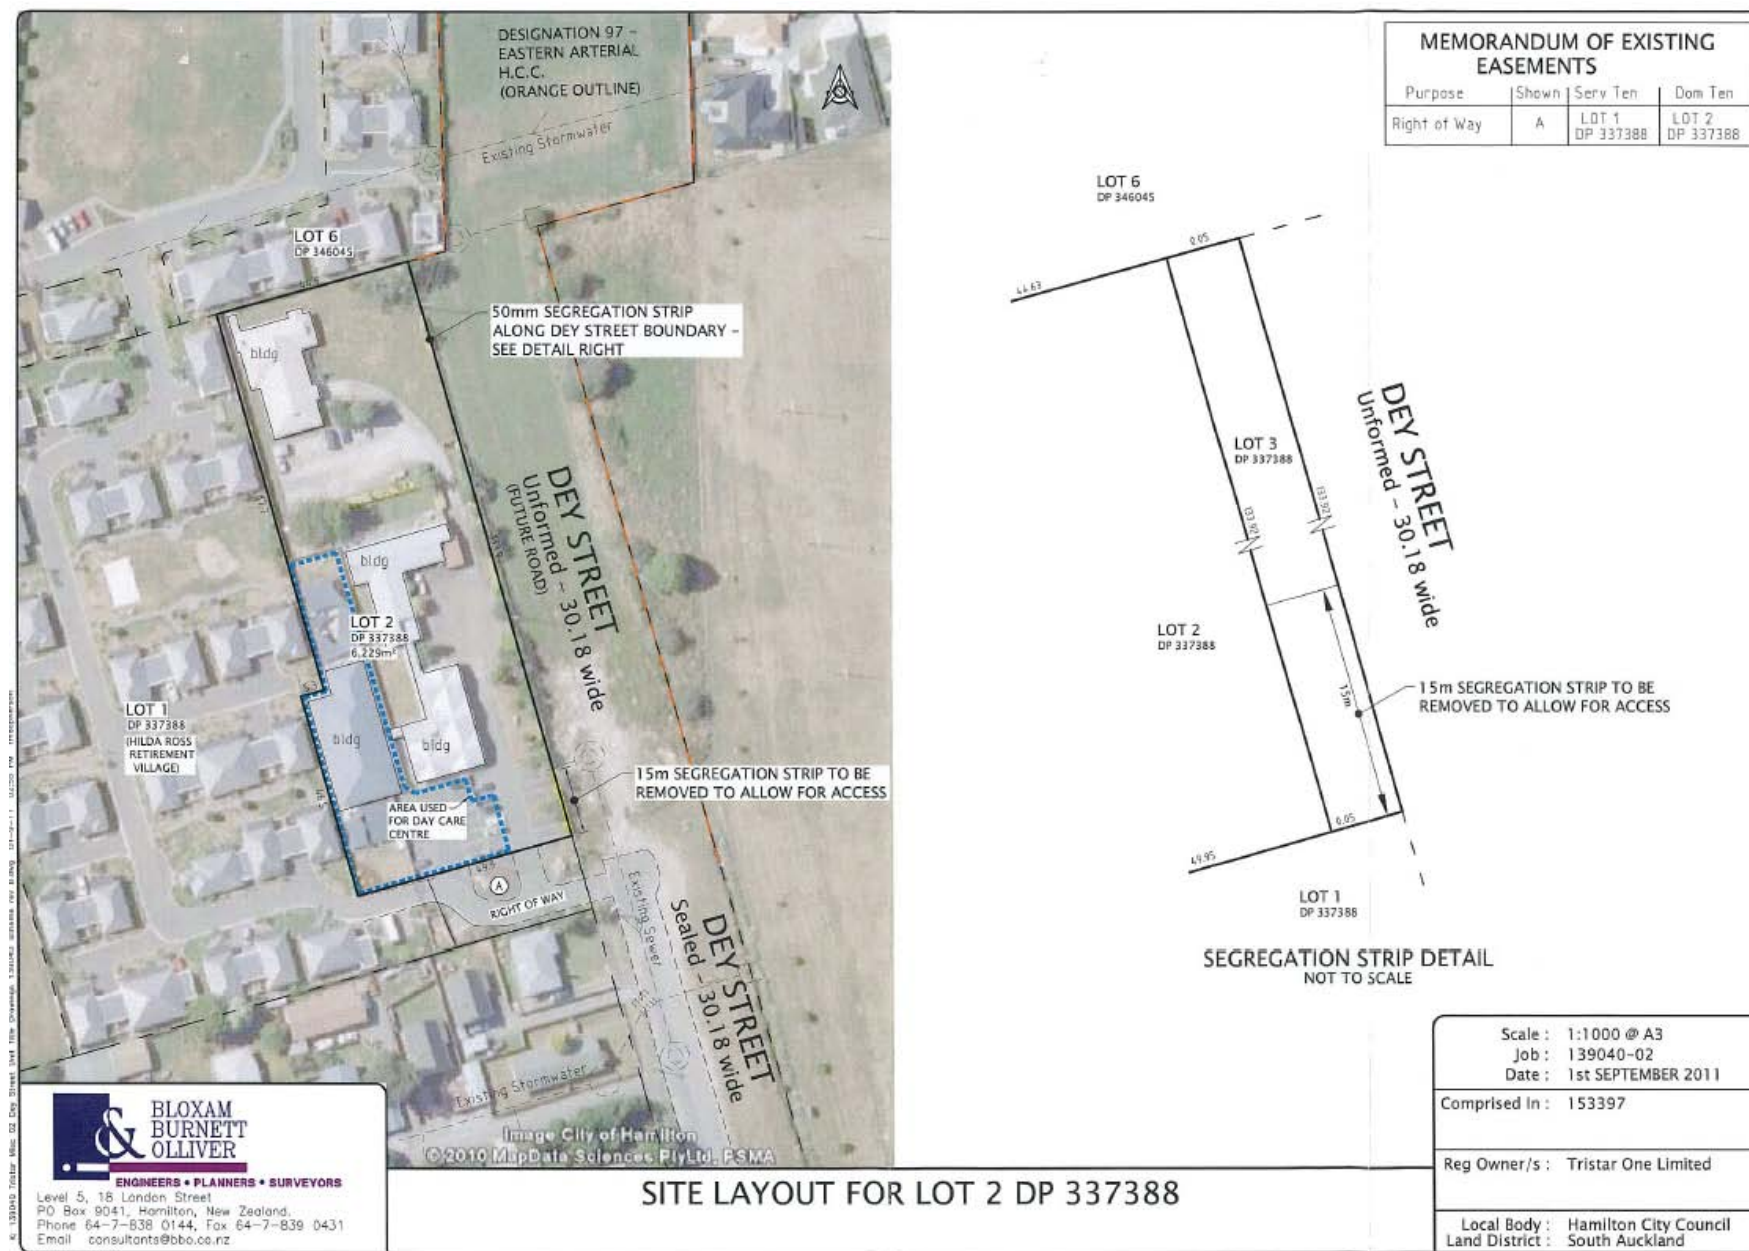 DESIGNATION 97 -
EASTERN ARTERIAL
H.C.C.
(ORANGE OUTLINE)
Existing Stormwater
LOT 6
DP 346045
50mm SEGREGATION STRIP
ALONG DEY STREET BOUNDARY -
SEE DETAIL RIGHT
bldg
DEY STREET
Unformed - 30.18 wide
(FUTURE ROAD)
bldg
LOT 2
DP 337388
6,229m²
LOT 1
DP 337388
(HILDA ROSS
RETIREMENT
VILLAGE)
bldg
bldg
48.5
AREA USED
FOR DAY CARE
CENTRE
15m SEGREGATION STRIP TO BE
REMOVED TO ALLOW FOR ACCESS
A
RIGHT OF WAY
Existing Sewer
DEY STREET
Sealed - 30.18 wide
Existing Stormwater
Image City of Hamilton
©2010 MapData Sciences PtyLtd, PSMA
MEMORANDUM OF EXISTING
EASEMENTS
Purpose Shown Serv Ten Dom Ten
Right of Way A LOT 1 LOT 2
DP 337388 DP 337388
LOT 6
DP 346045
0.05
44.63
LOT 3
DP 337388
133.92
133.92
DEY STREET
Unformed - 30.18 wide
LOT 2
DP 337388
15m
15m SEGREGATION STRIP TO BE
REMOVED TO ALLOW FOR ACCESS
0.05
49.95
LOT 1
DP 337388
SEGREGATION STRIP DETAIL
NOT TO SCALE
Scale : 1:1000 @ A3
Job : 139040-02
Date : 1st SEPTEMBER 2011
Comprised In : 153397
Reg Owner/s : Tristar One Limited
Local Body : Hamilton City Council
Land District : South Auckland
SITE LAYOUT FOR LOT 2 DP 337388
&
BLOXAM
BURNETT
OLLIVER
ENGINEERS • PLANNERS • SURVEYORS
Level 5, 18 London Street
PO Box 9041, Hamilton, New Zealand.
Phone 64-7-838 0144, Fax 64-7-839 0431
Email consultants@bbo.co.nz